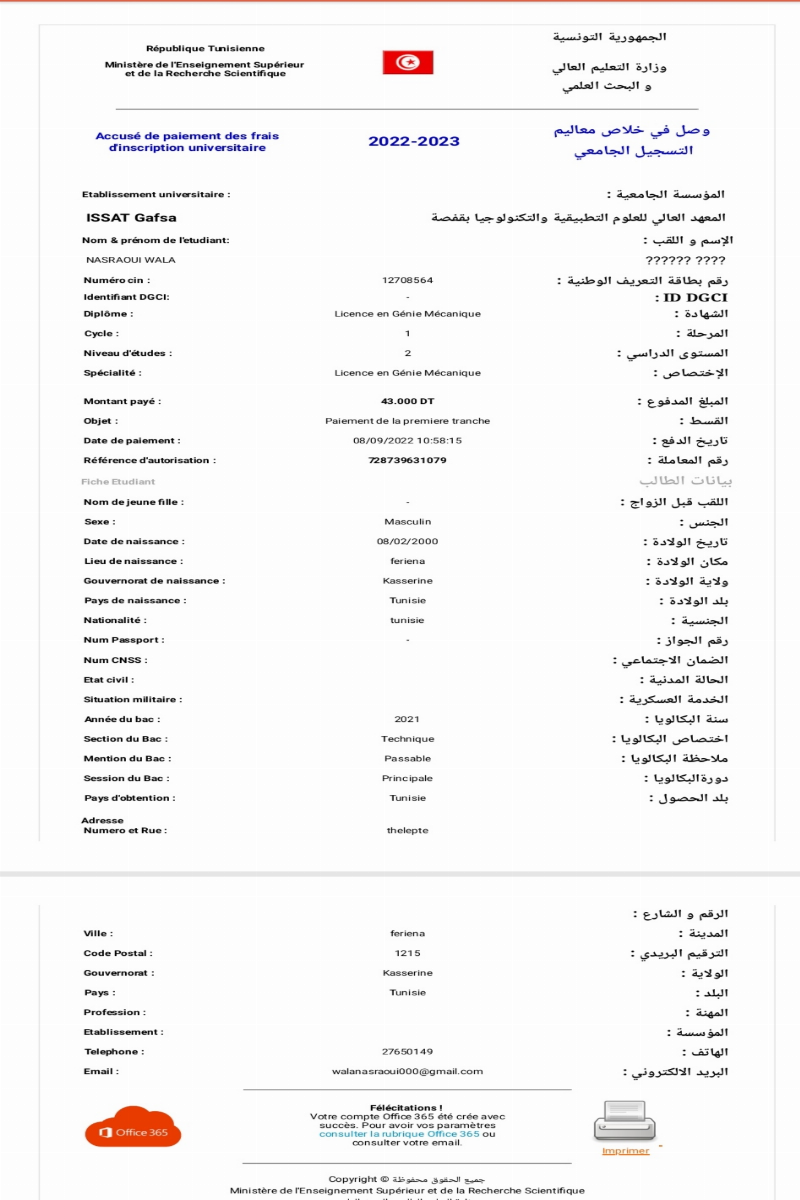 République Tunisienne
الجمهورية التونسية
Ministère de l'Enseignement Supérieur
et de la Recherche Scientifique
وزارة التعليم العالي
و البحث العلمي
Accusé de paiement des frais
d'inscription universitaire
2022-2023
وصل في خلاص معاليم
التسجيل الجامعي
Etablissement universitaire : المؤسسة الجامعية :
ISSAT Gafsa المعهد العالي للعلوم التطبيقية والتكنولوجيا بقفصة
Nom & prénom de l'etudiant: الإسم و اللقب :
NASRAOUI WALA ?????? ????
Numéro cin : 12708564 رقم بطاقة التعريف الوطنية :
Identifiant DGCI: - ID DGCI :
Diplôme : Licence en Génie Mécanique الشهادة :
Cycle : 1 المرحلة :
Niveau d'études : 2 المستوى الدراسي :
Spécialité : Licence en Génie Mécanique الإختصاص :
Montant payé : 43.000 DT المبلغ المدفوع :
Objet : Paiement de la premiere tranche القسط :
Date de paiement : 08/09/2022 10:58:15 تاريخ الدفع :
Référence d'autorisation : 728739631079 رقم المعاملة :
Fiche Etudiant بيانات الطالب
Nom de jeune fille : - اللقب قبل الزواج :
Sexe : Masculin الجنس :
Date de naissance : 08/02/2000 تاريخ الولادة :
Lieu de naissance : feriena مكان الولادة :
Gouvernorat de naissance : Kasserine ولاية الولادة :
Pays de naissance : Tunisie بلد الولادة :
Nationalité : tunisie الجنسية :
Num Passport : - رقم الجواز :
Num CNSS : الضمان الاجتماعي :
Etat civil : الحالة المدنية :
Situation militaire : الخدمة العسكرية :
Année du bac : 2021 سنة البكالويا :
Section du Bac : Technique اختصاص البكالويا :
Mention du Bac : Passable ملاحظة البكالويا :
Session du Bac : Principale دورةالبكالويا :
Pays d'obtention : Tunisie بلد الحصول :
Adresse
Numero et Rue : thelepte
الرقم و الشارع :
Ville : feriena المدينة :
Code Postal : 1215 الترقيم البريدي :
Gouvernorat : Kasserine الولاية :
Pays : Tunisie البلد :
Profession : المهنة :
Etablissement : المؤسسة :
Telephone : 27650149 الهاتف :
Email : walanasraoui000@gmail.com البريد الالكتروني :
Félécitations !
Votre compte Office 365 été crée avec
succès. Pour avoir vos paramètres
consulter la rubrique Office 365 ou
consulter votre email.
Office 365
Imprimer
Copyright © جميع الحقوق محفوظة
Ministère de l'Enseignement Supérieur et de la Recherche Scientifique